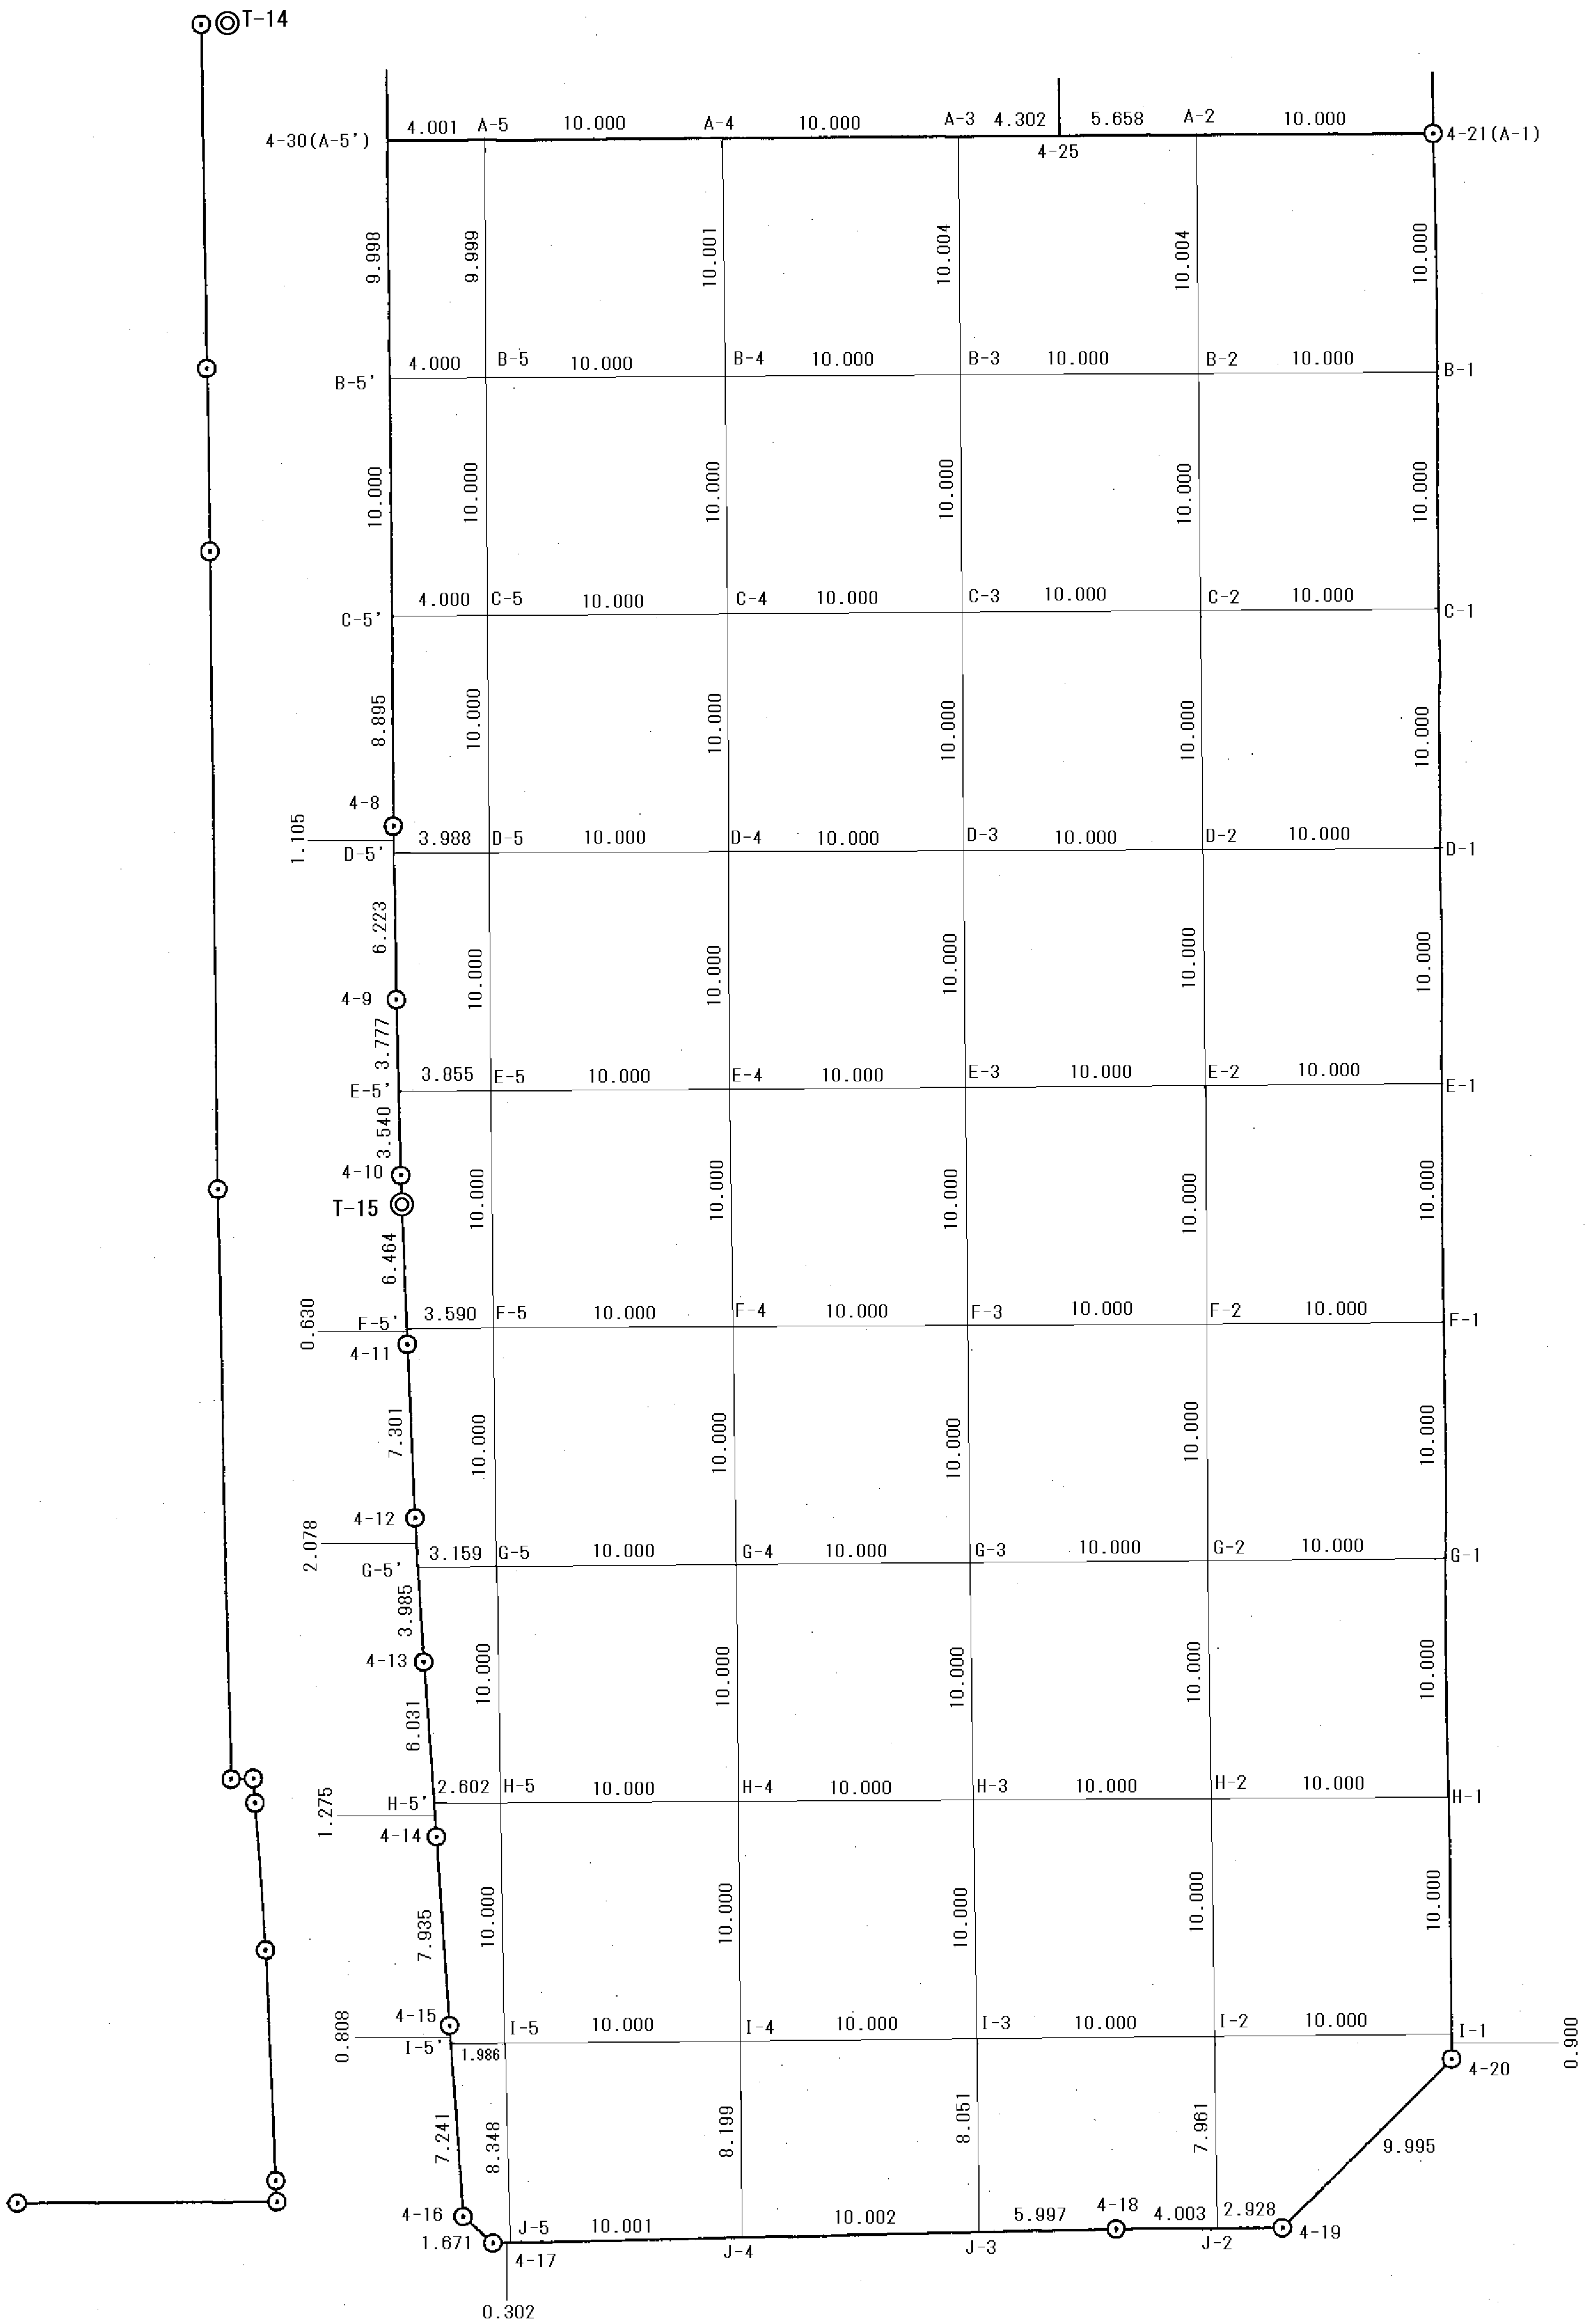 T-14
4-30(A-5') 4.001 A-5 10.000 A-4 10.000 A-3 4.302 5.658 A-2 10.000 4-21(A-1)
4-25
9.998 9.999 10.001 10.004 10.004 10.000
B-5' 4.000 B-5 10.000 B-4 10.000 B-3 10.000 B-2 10.000 B-1
10.000 10.000 10.000 10.000 10.000 10.000
C-5' 4.000 C-5 10.000 C-4 10.000 C-3 10.000 C-2 10.000 C-1
8.895 10.000 10.000 10.000 10.000 10.000
4-8
1.105
D-5' 3.988 D-5 10.000 D-4 10.000 D-3 10.000 D-2 10.000 D-1
6.223 10.000 10.000 10.000 10.000 10.000
4-9
3.777
E-5' 3.855 E-5 10.000 E-4 10.000 E-3 10.000 E-2 10.000 E-1
3.540
4-10
T-15
10.000 10.000 10.000 10.000 10.000
6.464
0.630
F-5' 3.590 F-5 10.000 F-4 10.000 F-3 10.000 F-2 10.000 F-1
4-11
7.301 10.000 10.000 10.000 10.000 10.000
4-12
2.078
G-5' 3.159 G-5 10.000 G-4 10.000 G-3 10.000 G-2 10.000 G-1
3.985
4-13
10.000 10.000 10.000 10.000 10.000
6.031
H-5' 2.602 H-5 10.000 H-4 10.000 H-3 10.000 H-2 10.000 H-1
1.275
4-14
7.935 10.000 10.000 10.000 10.000 10.000
4-15
0.808
I-5' 1.986 I-5 10.000 I-4 10.000 I-3 10.000 I-2 10.000 I-1
0.900
4-20
7.241 8.348 8.199 8.051 7.961 9.995
4-16
1.671
4-17
J-5 10.001 J-4 10.002 J-3 5.997 4-18 4.003 J-2 2.928 4-19
0.302